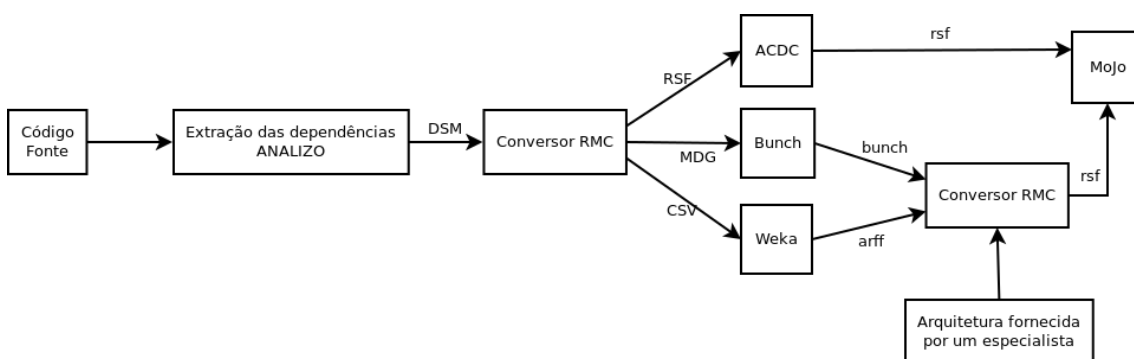 ACDC
rsf
MoJo
RSF
Código
Fonte
Extração das dependências
ANALIZO
DSM
Conversor RMC
MDG
Bunch
bunch
CSV
Weka
arff
Conversor RMC
rsf
Arquitetura fornecida
por um especialista